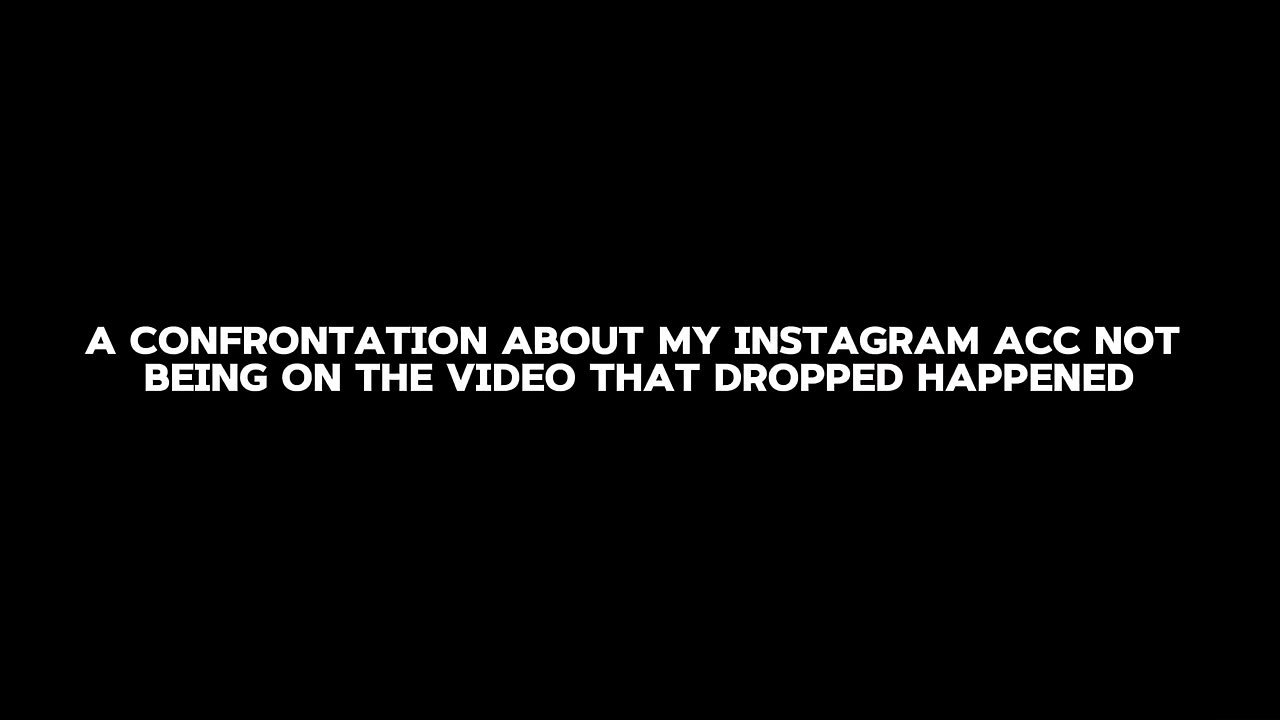 A CONFRONTATION ABOUT MY INSTAGRAM ACC NOT
BEING ON THE VIDEO THAT DROPPED HAPPENED